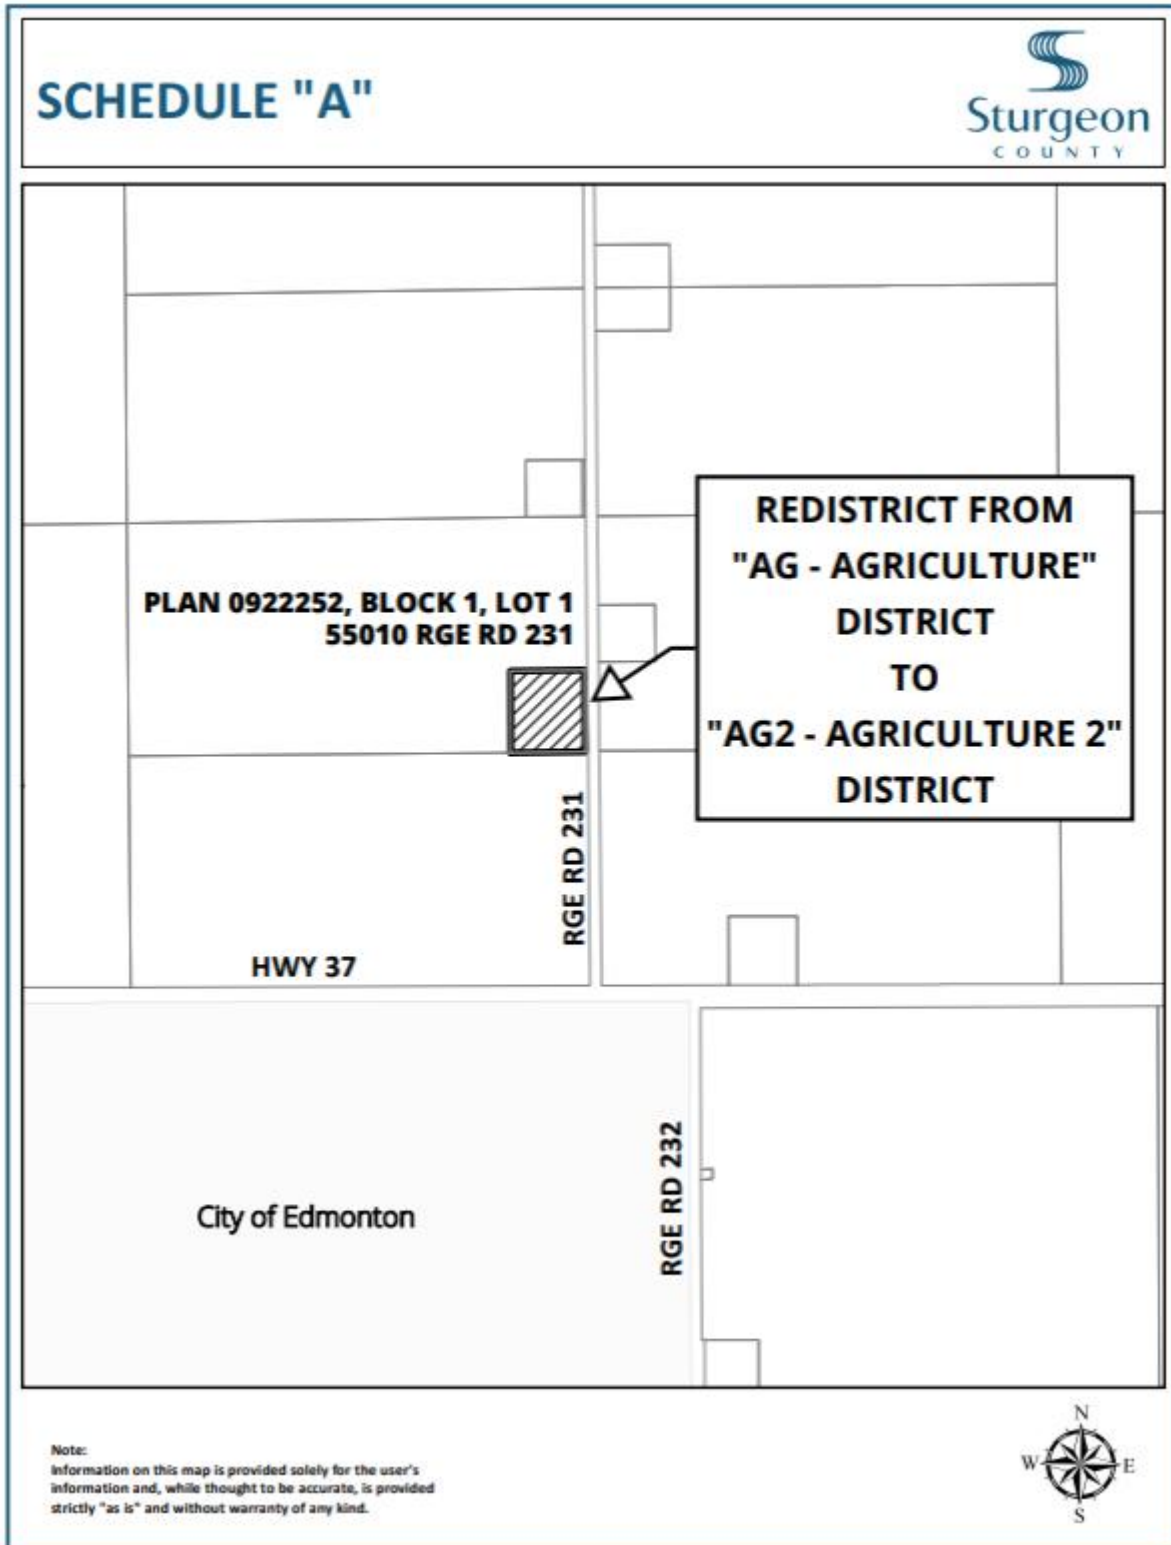 SCHEDULE "A"
Sturgeon
COUNTY
PLAN 0922252, BLOCK 1, LOT 1
55010 RGE RD 231
REDISTRICT FROM
"AG - AGRICULTURE"
DISTRICT
TO
"AG2 - AGRICULTURE 2"
DISTRICT
RGE RD 231
HWY 37
RGE RD 232
City of Edmonton
Note:
Information on this map is provided solely for the user's
information and, while thought to be accurate, is provided
strictly "as is" and without warranty of any kind.
N
W
E
S